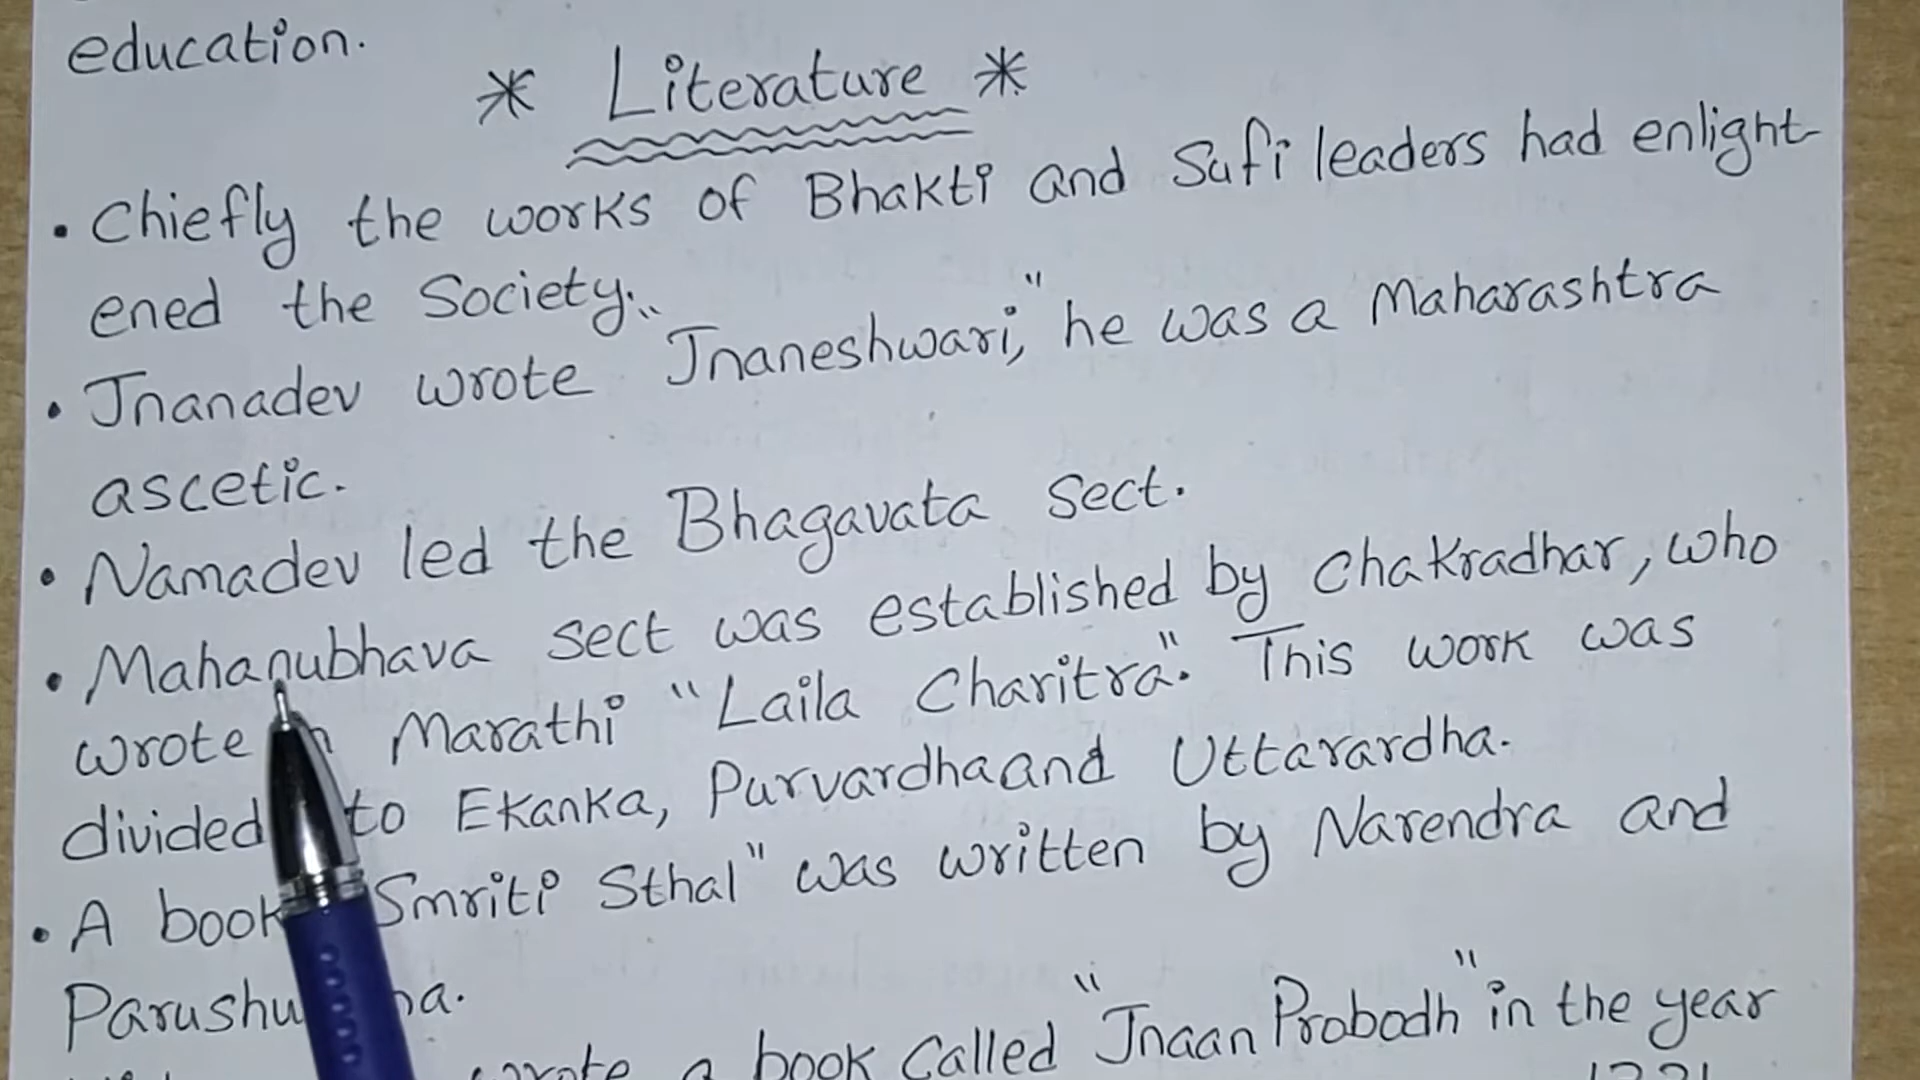 education.
* Literature *
• Chiefly the works of Bhakti and Sufi leaders had enlight-
ened the Society.
• Jnanadev wrote "Jnaneshwari," he was a Maharashtra
ascetic.
• Namadev led the Bhagavata Sect.
• Mahanubhava sect was established by Chakradhar, who
wrote Marathi "Laila Charitra". This work was
divided to Ekanka, Purvardha and Uttarardha.
• A book Smriti Sthal" was written by Narendra and
wrote a book called "Jnaan Probodh" in the year